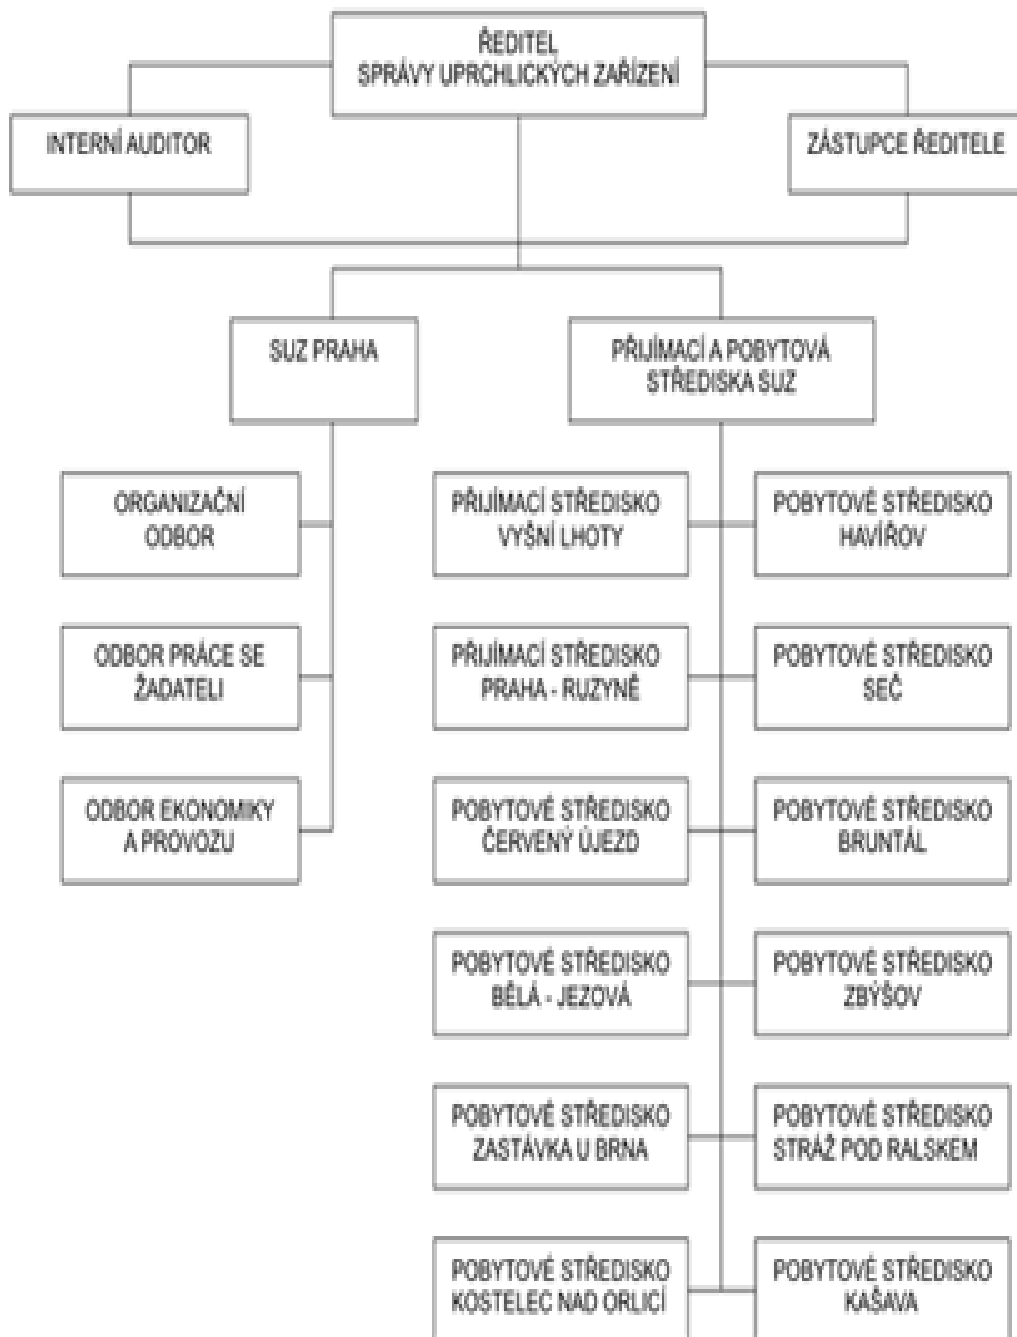 ŘEDITEL
SPRÁVY UPRCHLICKÝCH ZAŘÍZENÍ
INTERNÍ AUDITOR
ZÁSTUPCE ŘEDITELE
SUZ PRAHA
PŘIJÍMACÍ A POBYTOVÁ
STŘEDISKA SUZ
ORGANIZAČNÍ
ODBOR
PŘIJÍMACÍ STŘEDISKO
VYŠNÍ LHOTY
POBYTOVÉ STŘEDISKO
HAVÍŘOV
ODBOR PRÁCE SE
ŽADATELI
PŘIJÍMACÍ STŘEDISKO
PRAHA - RUZYNĚ
POBYTOVÉ STŘEDISKO
SEČ
ODBOR EKONOMIKY
A PROVOZU
POBYTOVÉ STŘEDISKO
ČERVENÝ ÚJEZD
POBYTOVÉ STŘEDISKO
BRUNTÁL
POBYTOVÉ STŘEDISKO
BĚLÁ - JEZOVÁ
POBYTOVÉ STŘEDISKO
ZBÝŠOV
POBYTOVÉ STŘEDISKO
ZASTÁVKA U BRNA
POBYTOVÉ STŘEDISKO
STRÁŽ POD RALSKEM
POBYTOVÉ STŘEDISKO
KOSTELEC NAD ORLICÍ
POBYTOVÉ STŘEDISKO
KAŠAVA